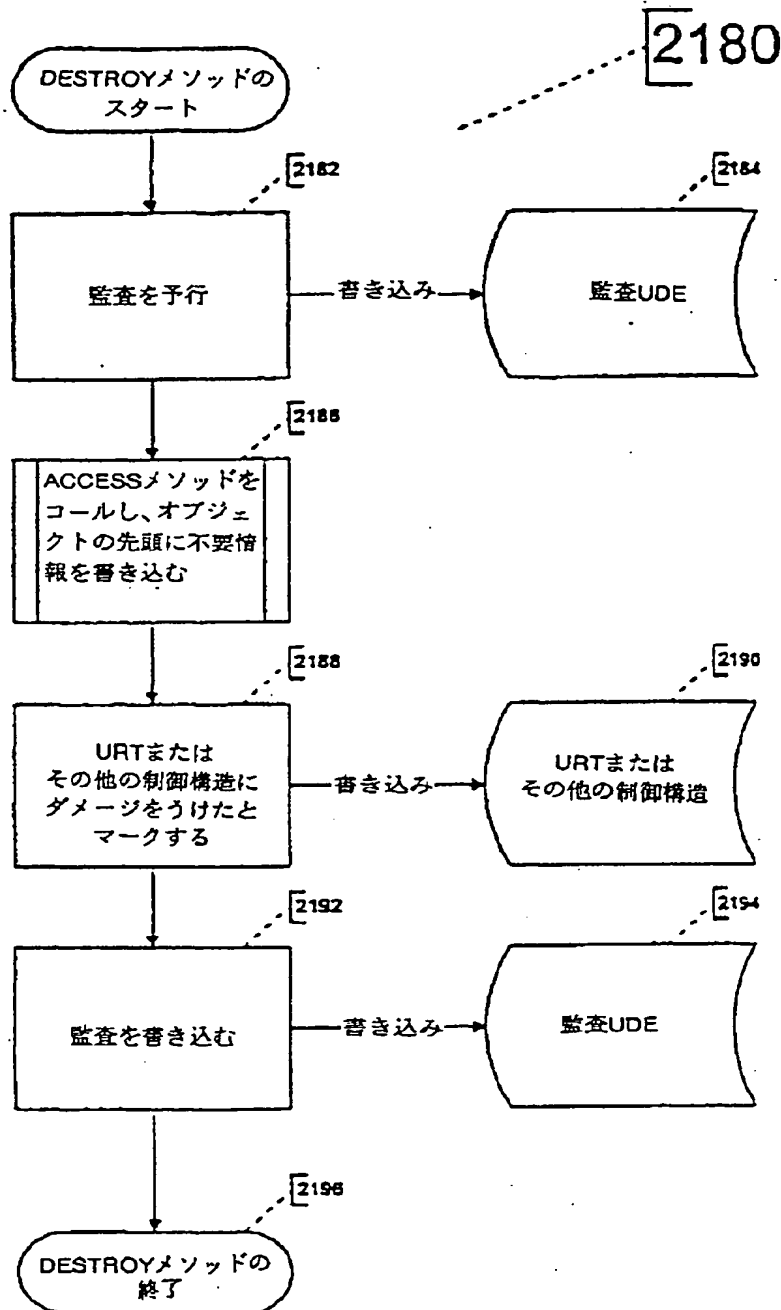 2180
DESTROYメソッドの
スタート
2182
2184
監査を予行
書き込み
監査UDE
2186
ACCESSメソッドを
コールし、オブジェ
クトの先頭に不要情
報を書き込む
2188
2190
URTまたは
その他の制御構造に
ダメージをうけたと
マークする
書き込み
URTまたは
その他の制御構造
2192
2194
監査を書き込む
書き込み
監査UDE
2196
DESTROYメソッドの
終了